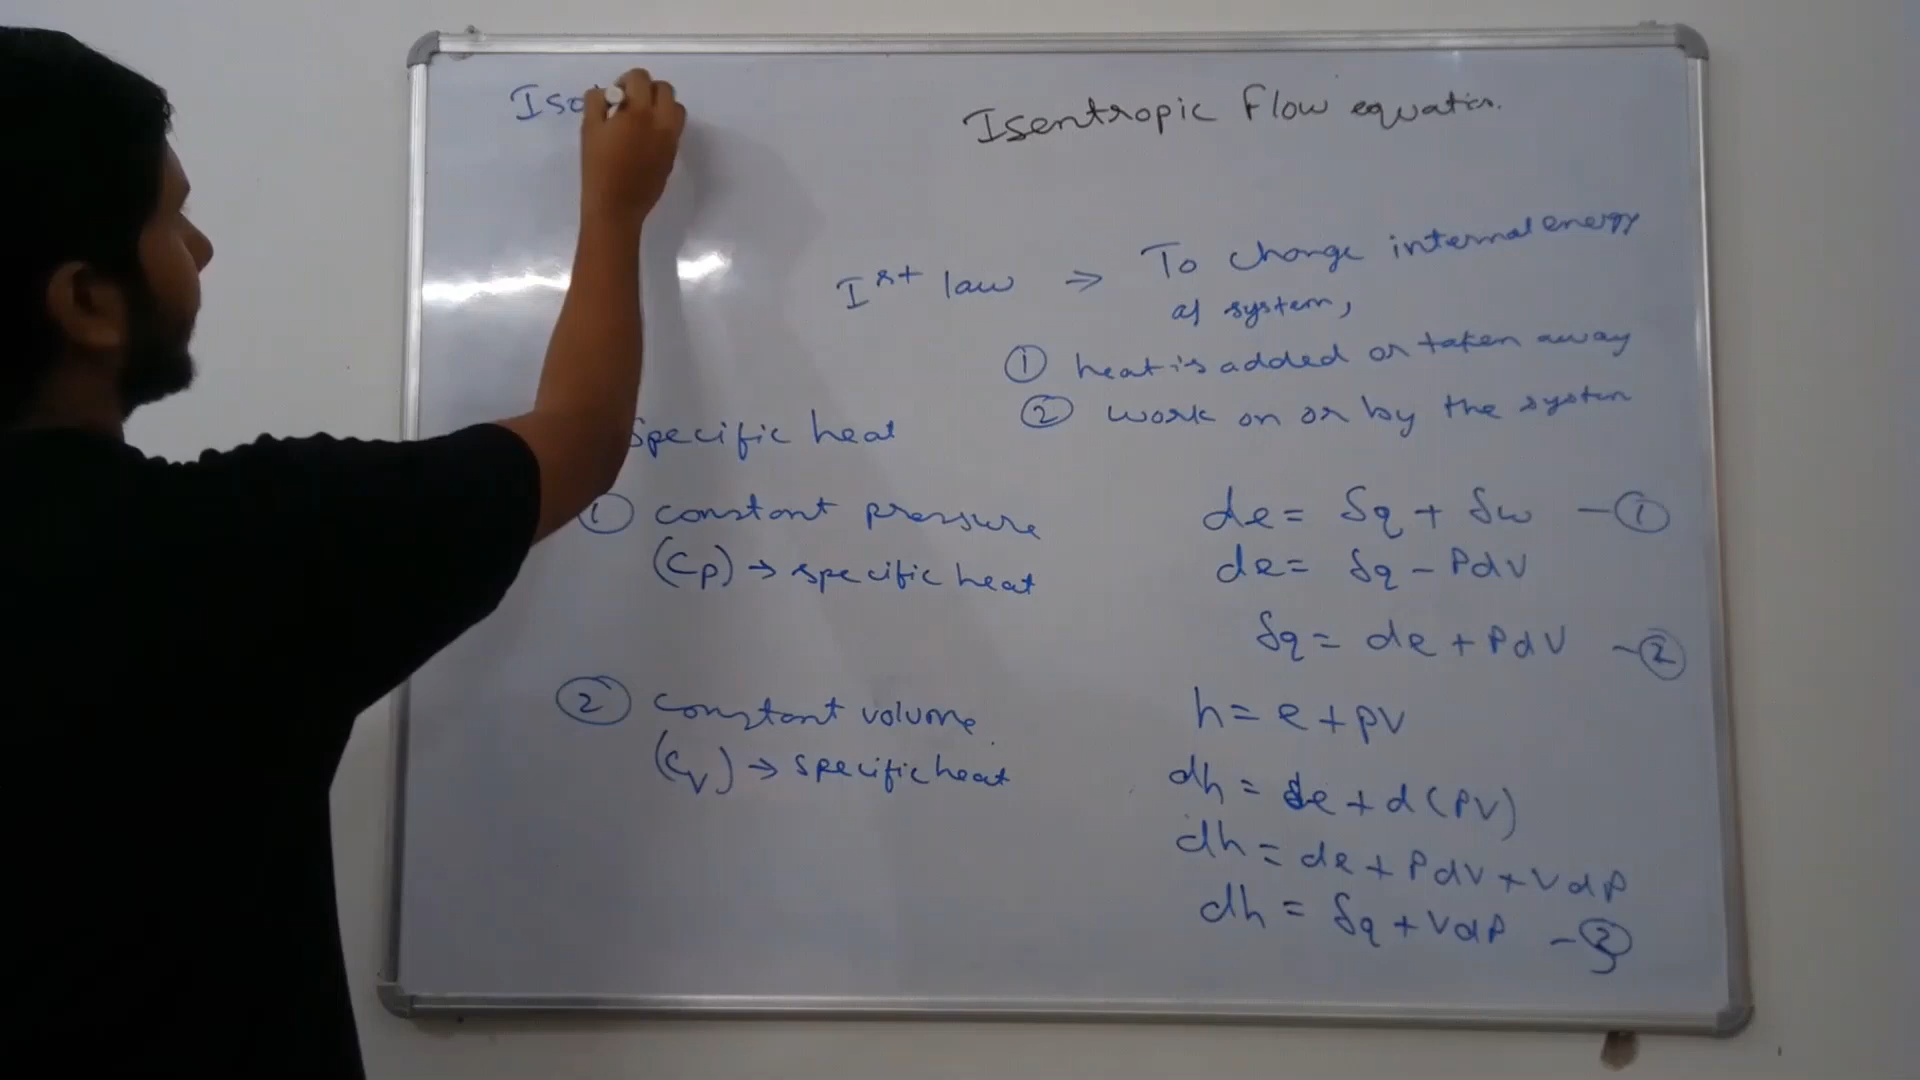 Isentropic Flow equation.
Ist law ⇒ To change internal energy
of system,
① heat is added or taken away
② work on or by the system
specific heat
① constant pressure
(Cp) → specific heat
② constant volume
(Cv) → specific heat
de = δq + δw — ①
de = δq - Pdv
δq = de + Pdv — ②
h = e + pv
dh = de + d(PV)
dh = de + Pdv + vdp
dh = δq + vdp — ③